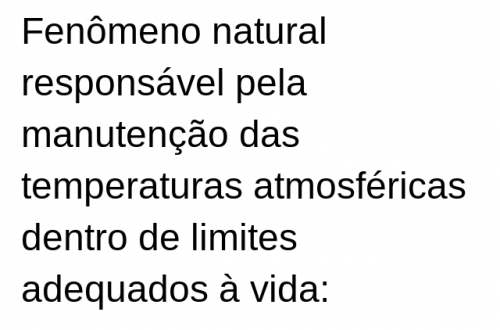 Fenômeno natural
responsável pela
manutenção das
temperaturas atmosféricas
dentro de limites
adequados à vida: